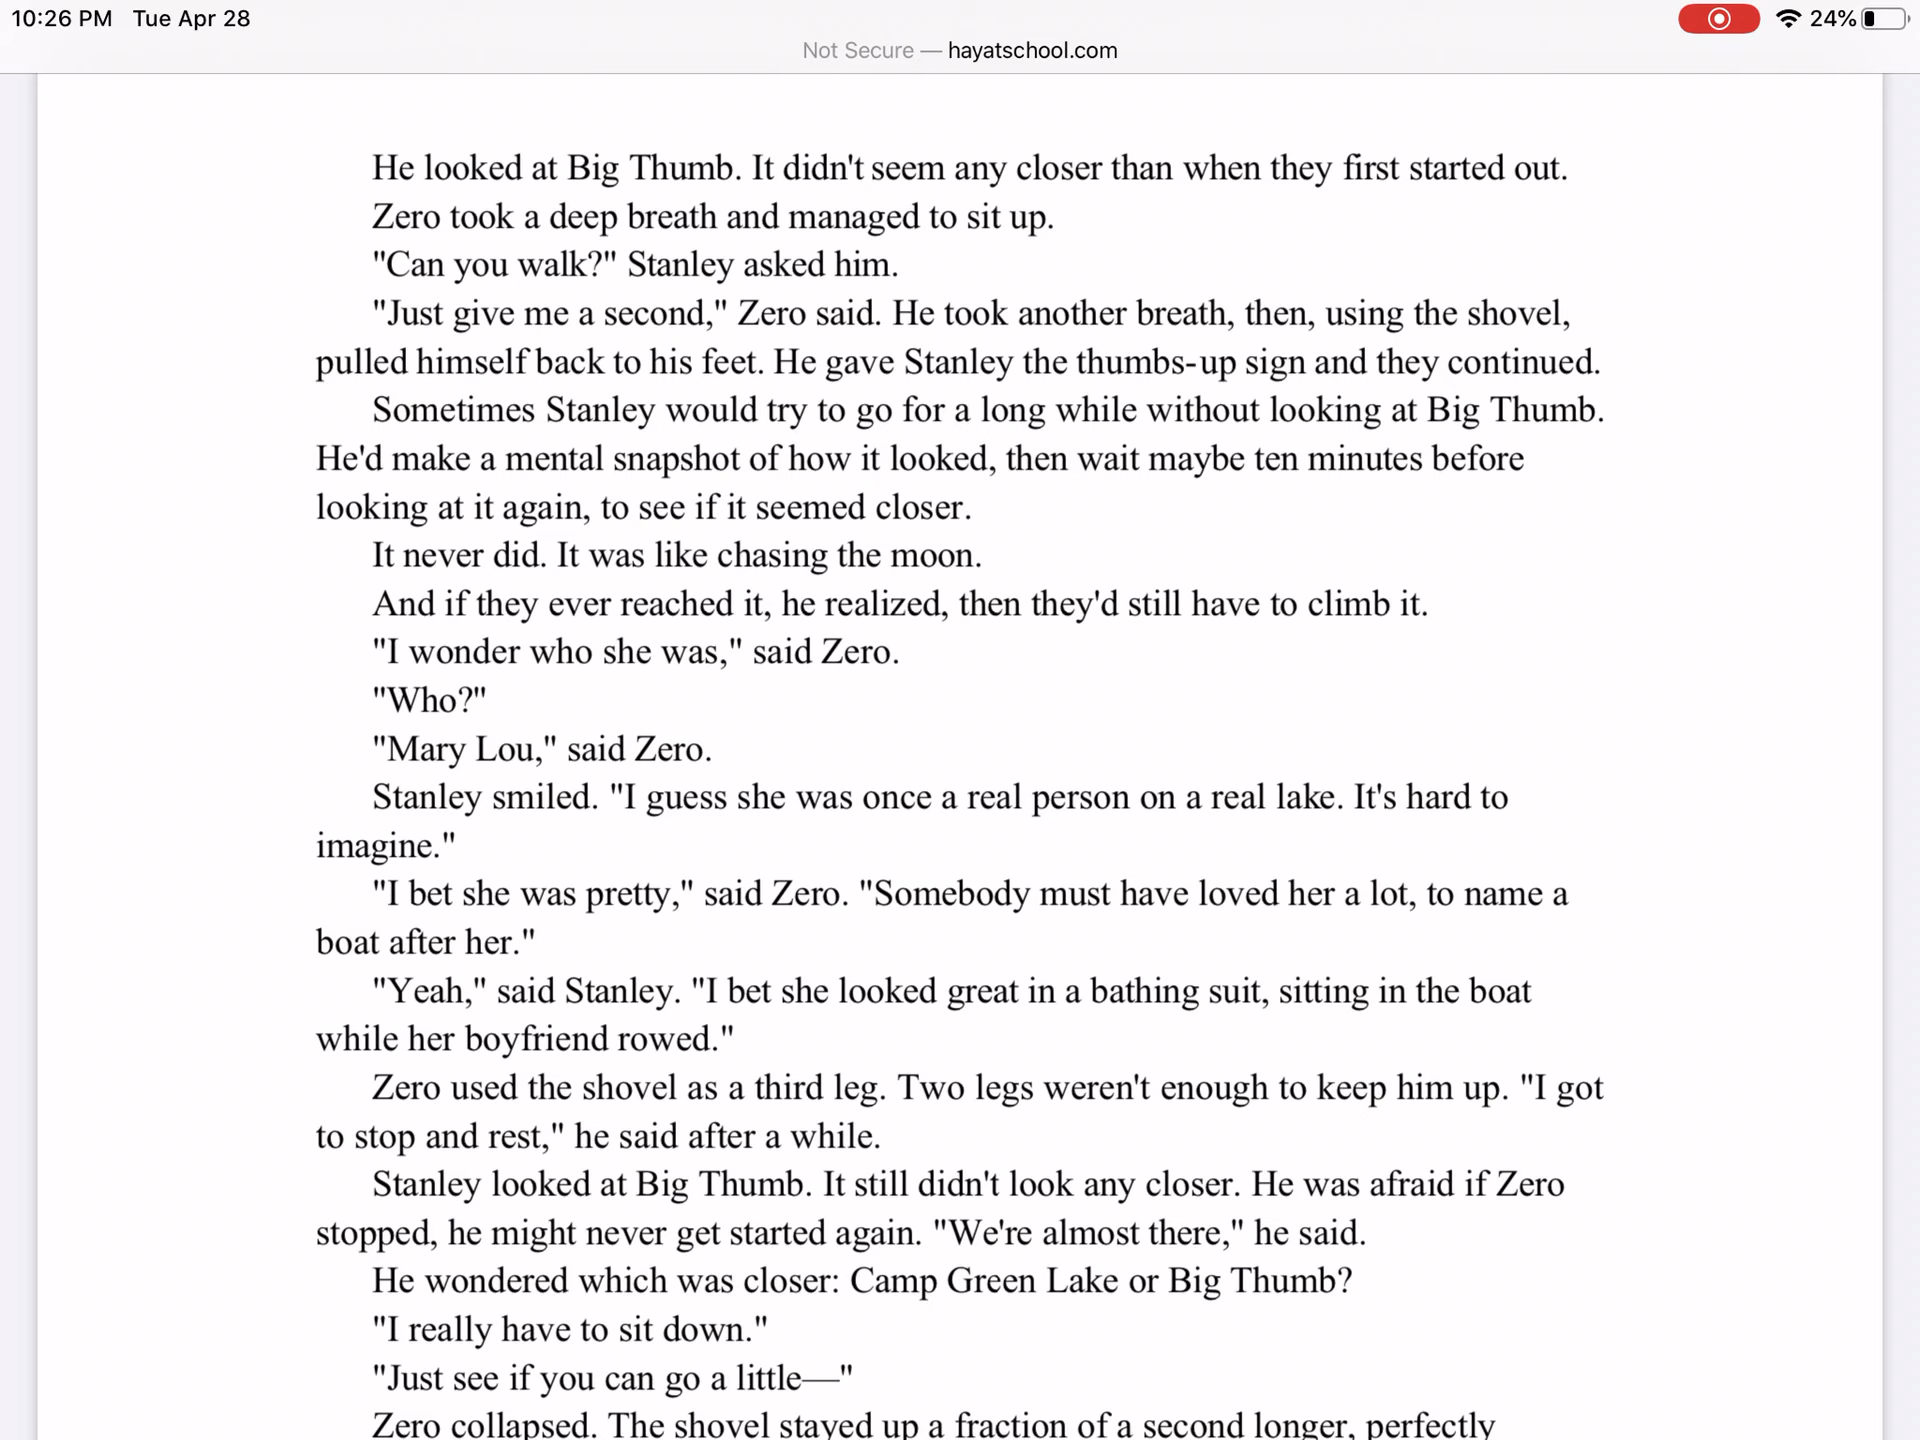 10:26 PM Tue Apr 28
24%
Not Secure — hayatschool.com
He looked at Big Thumb. It didn't seem any closer than when they first started out.
Zero took a deep breath and managed to sit up.
"Can you walk?" Stanley asked him.
"Just give me a second," Zero said. He took another breath, then, using the shovel,
pulled himself back to his feet. He gave Stanley the thumbs-up sign and they continued.
Sometimes Stanley would try to go for a long while without looking at Big Thumb.
He'd make a mental snapshot of how it looked, then wait maybe ten minutes before
looking at it again, to see if it seemed closer.
It never did. It was like chasing the moon.
And if they ever reached it, he realized, then they'd still have to climb it.
"I wonder who she was," said Zero.
"Who?"
"Mary Lou," said Zero.
Stanley smiled. "I guess she was once a real person on a real lake. It's hard to
imagine."
"I bet she was pretty," said Zero. "Somebody must have loved her a lot, to name a
boat after her."
"Yeah," said Stanley. "I bet she looked great in a bathing suit, sitting in the boat
while her boyfriend rowed."
Zero used the shovel as a third leg. Two legs weren't enough to keep him up. "I got
to stop and rest," he said after a while.
Stanley looked at Big Thumb. It still didn't look any closer. He was afraid if Zero
stopped, he might never get started again. "We're almost there," he said.
He wondered which was closer: Camp Green Lake or Big Thumb?
"I really have to sit down."
"Just see if you can go a little—"
Zero collapsed. The shovel stayed up a fraction of a second longer, perfectly